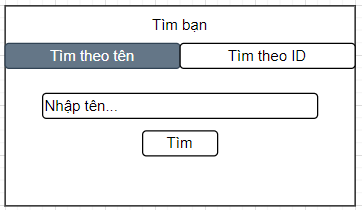 Tìm bạn
Tìm theo tên Tìm theo ID
Nhập tên...
Tìm